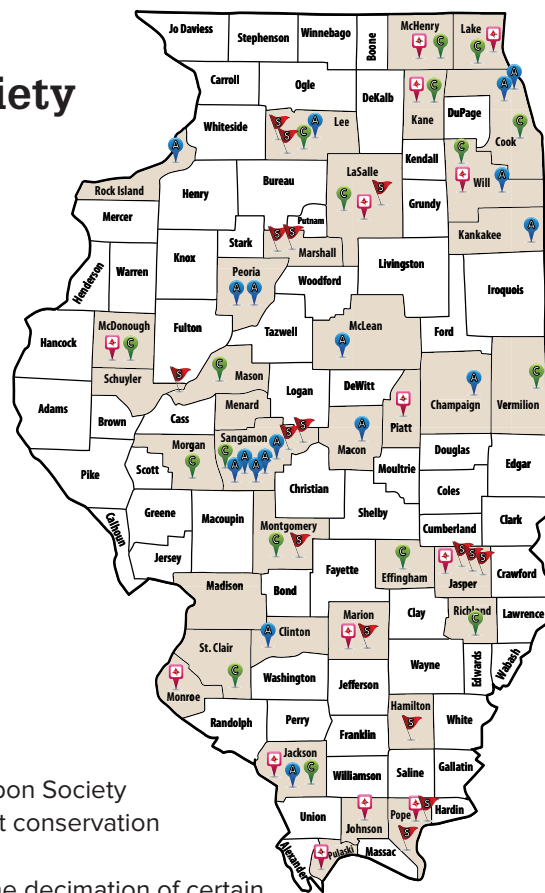 Jo Daviess
Stephenson
Winnebago
Boone
McHenry
Lake
iety
Carroll
Ogle
DeKalb
Kane
DuPage
Cook
Whiteside
Lee
Kendall
Will
Rock Island
Henry
Bureau
LaSalle
Grundy
Kankakee
Mercer
Putnam
Stark
Marshall
Henderson
Warren
Knox
Peoria
Woodford
Livingston
Iroquois
Hancock
McDonough
Fulton
Tazwell
McLean
Ford
Schuyler
Mason
Logan
DeWitt
Champaign
Vermilion
Adams
Brown
Cass
Menard
Piatt
Morgan
Sangamon
Macon
Douglas
Edgar
Pike
Scott
Christian
Moultrie
Coles
Calhoun
Greene
Macoupin
Shelby
Cumberland
Clark
Jersey
Montgomery
Fayette
Effingham
Jasper
Crawford
Madison
Bond
Marion
Clay
Richland
Lawrence
St. Clair
Clinton
Wayne
Edwards
Wabash
Monroe
Washington
Jefferson
Randolph
Perry
Hamilton
White
Franklin
Jackson
Williamson
Saline
Gallatin
oon Society
t conservation
Union
Johnson
Pope
Hardin
Alexander
Pulaski
Massac
ne decimation of certain